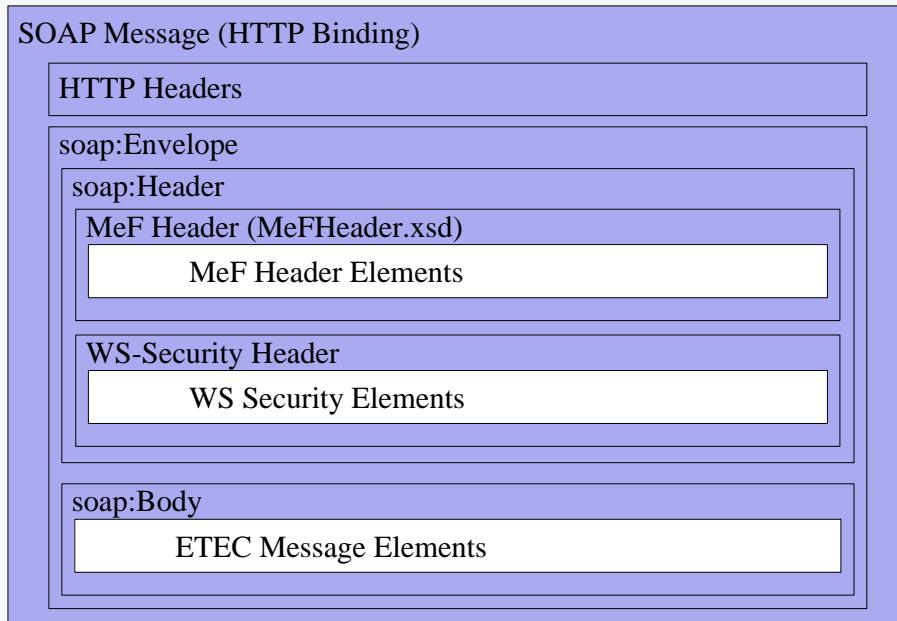 SOAP Message (HTTP Binding)
HTTP Headers
soap:Envelope
soap:Header
MeF Header (MeFHeader.xsd)
MeF Header Elements
WS-Security Header
WS Security Elements
soap:Body
ETEC Message Elements